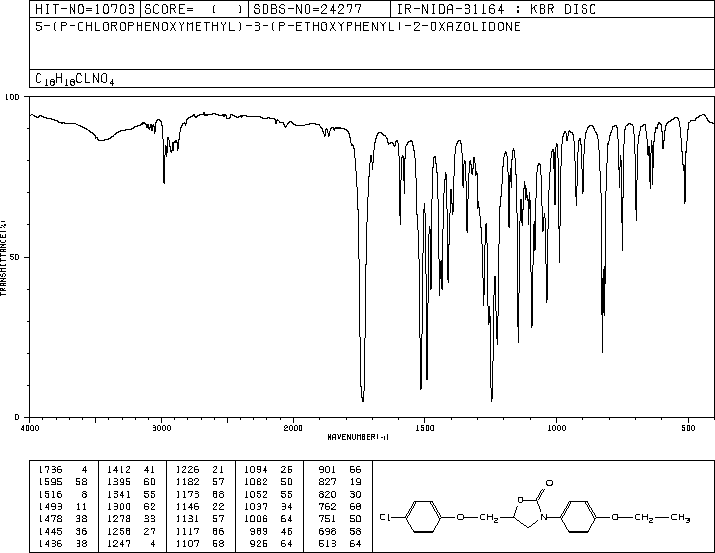 HIT-NO=10703 SCORE= ( ) SDBS-NO=24277 IR-NIDA-31164 : KBR DISC
5-(P-CHLOROPHENOXYMETHYL)-3-(P-ETHOXYPHENYL)-2-OXAZOLIDONE
C18H18CLNO4
100
50
0
TRANSMITTANCE(%)
4000 3000 2000 1500 1000 500
WAVENUMBER(-1)
1736 4 1412 41 1226 21 1094 26 901 66
1595 58 1395 60 1182 57 1082 50 827 19
1516 8 1341 55 1173 68 1052 55 820 30
1493 11 1300 62 1146 22 1037 34 762 68
1478 38 1278 33 1131 57 1006 64 751 50
1445 36 1258 27 1117 66 989 46 698 58
1436 38 1247 4 1107 58 926 64 513 64
Cl O CH2 O O N O CH2 CH3